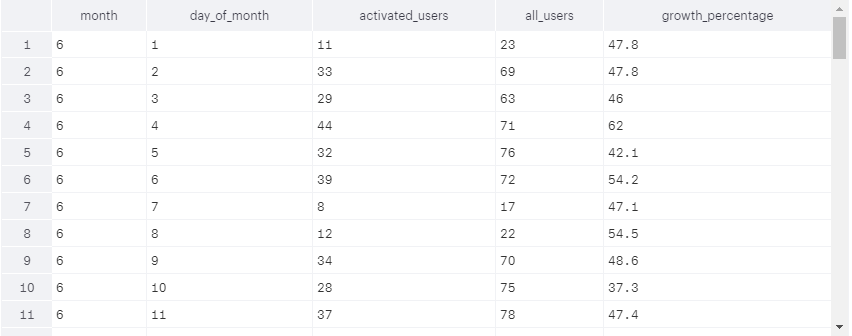 month day_of_month activated_users all_users growth_percentage
1 6 1 11 23 47.8
2 6 2 33 69 47.8
3 6 3 29 63 46
4 6 4 44 71 62
5 6 5 32 76 42.1
6 6 6 39 72 54.2
7 6 7 8 17 47.1
8 6 8 12 22 54.5
9 6 9 34 70 48.6
10 6 10 28 75 37.3
11 6 11 37 78 47.4